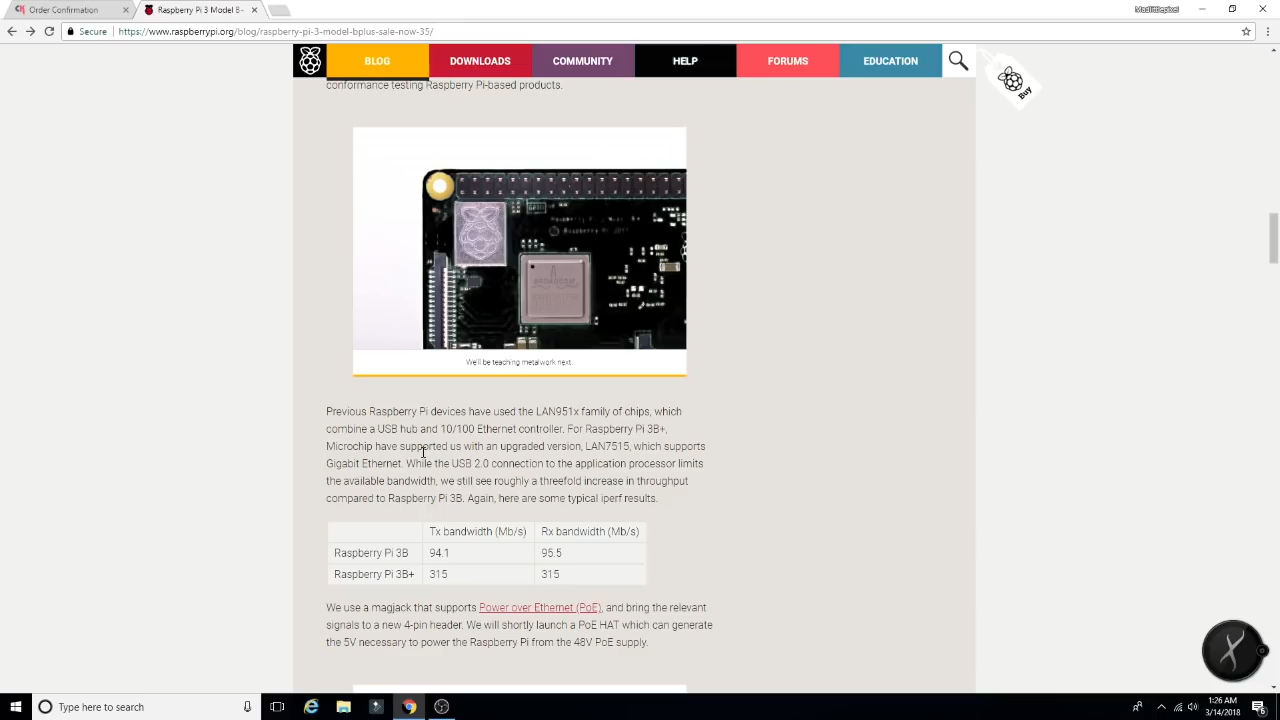 Order Confirmation
Raspberry Pi 3 Model B+
Secure
https://www.raspberrypi.org/blog/raspberry-pi-3-model-bplus-sale-now-35/
BLOG
DOWNLOADS
COMMUNITY
HELP
FORUMS
EDUCATION
Buy
conformance testing Raspberry Pi-based products.
We'll be teaching metalwork next.
Previous Raspberry Pi devices have used the LAN951x family of chips, which
combine a USB hub and 10/100 Ethernet controller. For Raspberry Pi 3B+,
Microchip have supported us with an upgraded version, LAN7515, which supports
Gigabit Ethernet. While the USB 2.0 connection to the application processor limits
the available bandwidth, we still see roughly a threefold increase in throughput
compared to Raspberry Pi 3B. Again, here are some typical iperf results.
Tx bandwidth (Mb/s) Rx bandwidth (Mb/s)
Raspberry Pi 3B 94.1 95.5
Raspberry Pi 3B+ 315 315
We use a magjack that supports Power over Ethernet (PoE), and bring the relevant
signals to a new 4-pin header. We will shortly launch a PoE HAT which can generate
the 5V necessary to power the Raspberry Pi from the 48V PoE supply.
Type here to search
1:26 AM
3/14/2018